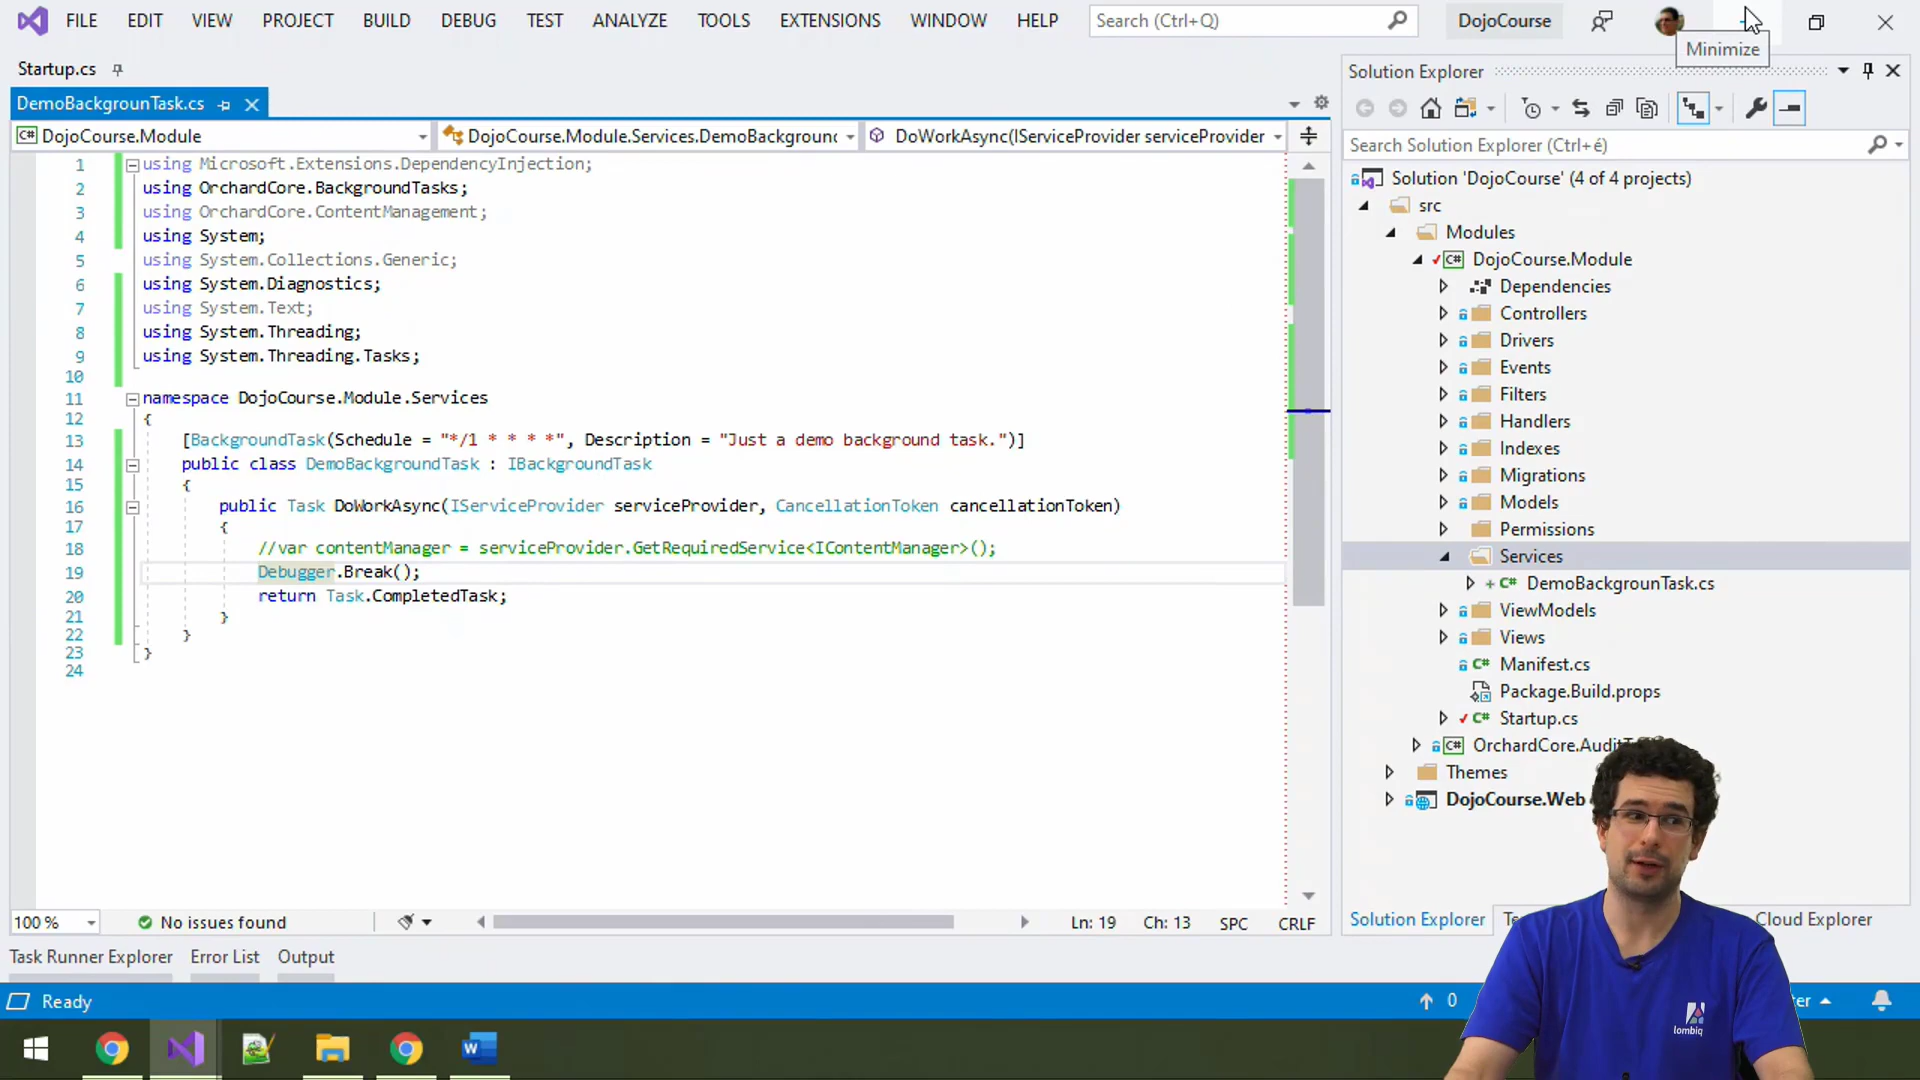 FILE EDIT VIEW PROJECT BUILD DEBUG TEST ANALYZE TOOLS EXTENSIONS WINDOW HELP Search (Ctrl+Q) DojoCourse
Minimize
Startup.cs
DemoBackgrounTask.cs
DojoCourse.Module DojoCourse.Module.Services.DemoBackground DoWorkAsync(IServiceProvider serviceProvider
1 using Microsoft.Extensions.DependencyInjection;
2 using OrchardCore.BackgroundTasks;
3 using OrchardCore.ContentManagement;
4 using System;
5 using System.Collections.Generic;
6 using System.Diagnostics;
7 using System.Text;
8 using System.Threading;
9 using System.Threading.Tasks;
10
11 namespace DojoCourse.Module.Services
12 {
13 [BackgroundTask(Schedule = "*/1 * * * *", Description = "Just a demo background task.")]
14 public class DemoBackgroundTask : IBackgroundTask
15 {
16 public Task DoWorkAsync(IServiceProvider serviceProvider, CancellationToken cancellationToken)
17 {
18 //var contentManager = serviceProvider.GetRequiredService<IContentManager>();
19 Debugger.Break();
20 return Task.CompletedTask;
21 }
22 }
23 }
24
100 % No issues found Ln: 19 Ch: 13 SPC CRLF
Task Runner Explorer Error List Output
Ready 0
Solution Explorer
Search Solution Explorer (Ctrl+é)
Solution 'DojoCourse' (4 of 4 projects)
src
Modules
DojoCourse.Module
Dependencies
Controllers
Drivers
Events
Filters
Handlers
Indexes
Migrations
Models
Permissions
Services
DemoBackgrounTask.cs
ViewModels
Views
Manifest.cs
Package.Build.props
Startup.cs
Themes
DojoCourse.Web
Solution Explorer Cloud Explorer
lombiq